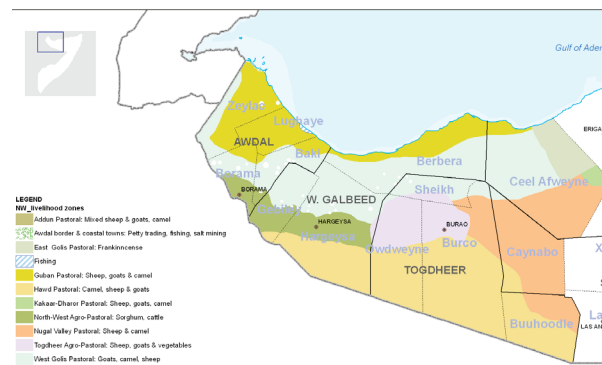 Gulf of Aden
Zeylac
Lughaye
AWDAL
Baki
Borama
BORAMA
Gabiley
W. GALBEED
HARGEYSA
Hargeysa
Berbera
Sheikh
Ceel Afweyne
ERIGA
BURAO
Burco
Owdweyne
TOGDHEER
Caynabo
X
Buuhoodle
La
LAS AN
LEGEND
NW_livelihood zones
Addun Pastoral: Mixed sheep & goats, camel
Awdal border & coastal towns: Petty trading, fishing, salt mining
East Golis Pastoral: Frankinncense
Fishing
Guban Pastoral: Sheep, goats & camel
Hawd Pastoral: Camel, sheep & goats
Kakaar-Dharor Pastoral: Sheep, goats, camel
North-West Agro-Pastoral: Sorghum, cattle
Nugal Valley Pastoral: Sheep & camel
Togdheer Agro-Pastoral: Sheep, goats & vegetables
West Golis Pastoral: Goats, camel, sheep